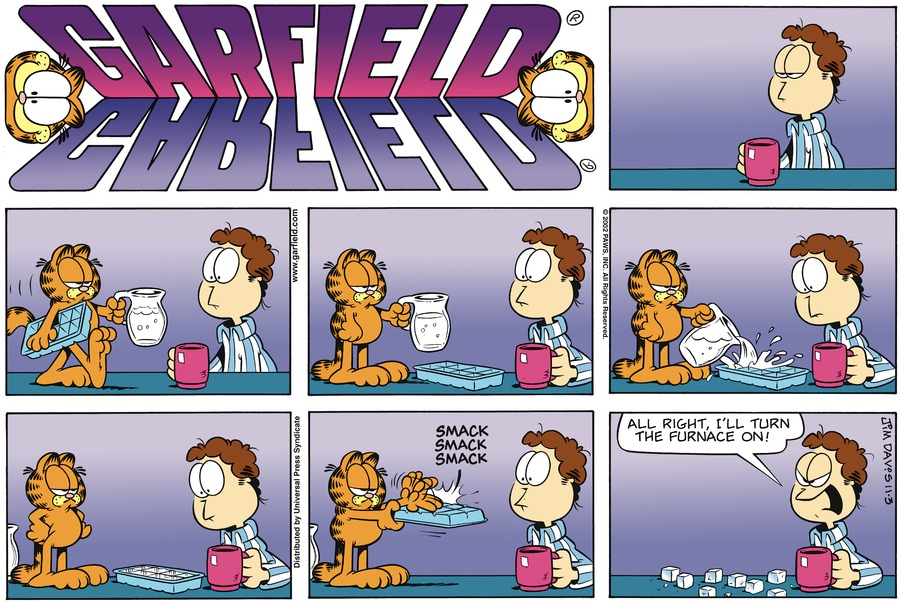 GARFIELD
®
www.garfield.com
© 2002 PAWS, INC. All Rights Reserved.
Distributed by Universal Press Syndicate
SMACK
SMACK
SMACK
ALL RIGHT, I'LL TURN
THE FURNACE ON!
JIM DAVIS 11·3